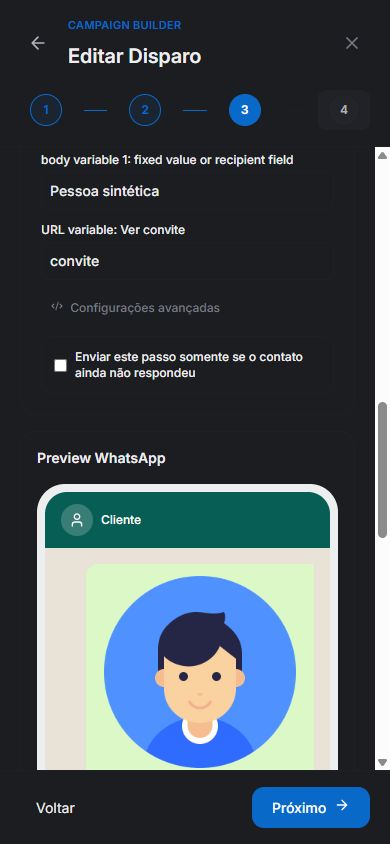 CAMPAIGN BUILDER
Editar Disparo
1
2
3
4
body variable 1: fixed value or recipient field
Pessoa sintética
URL variable: Ver convite
convite
Configurações avançadas
Enviar este passo somente se o contato
ainda não respondeu
Preview WhatsApp
Cliente
Voltar
Próximo